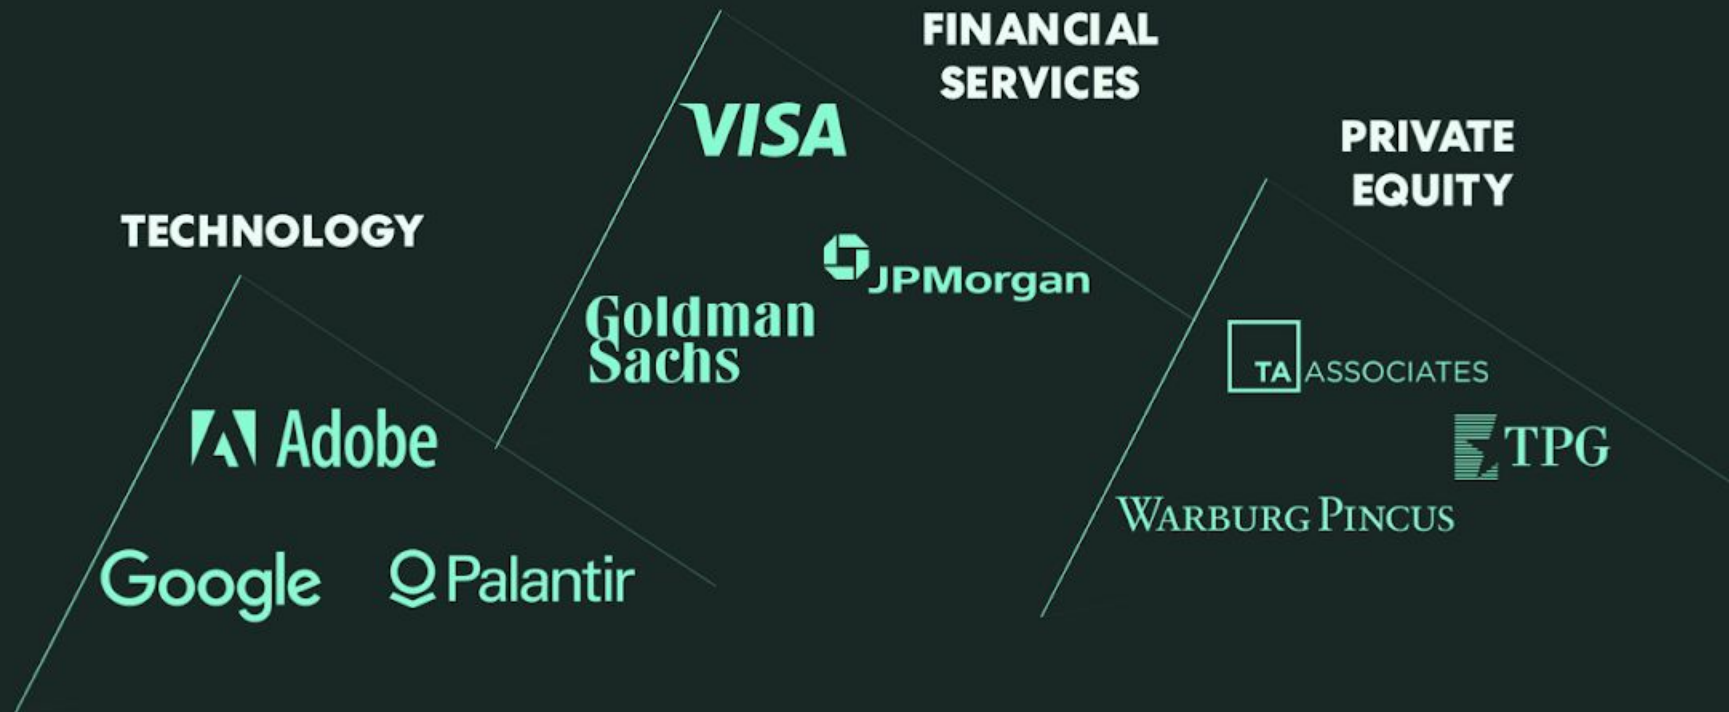 TECHNOLOGY
Adobe
Google
Palantir
FINANCIAL
SERVICES
VISA
JPMorgan
Goldman
Sachs
PRIVATE
EQUITY
TA ASSOCIATES
TPG
WARBURG PINCUS